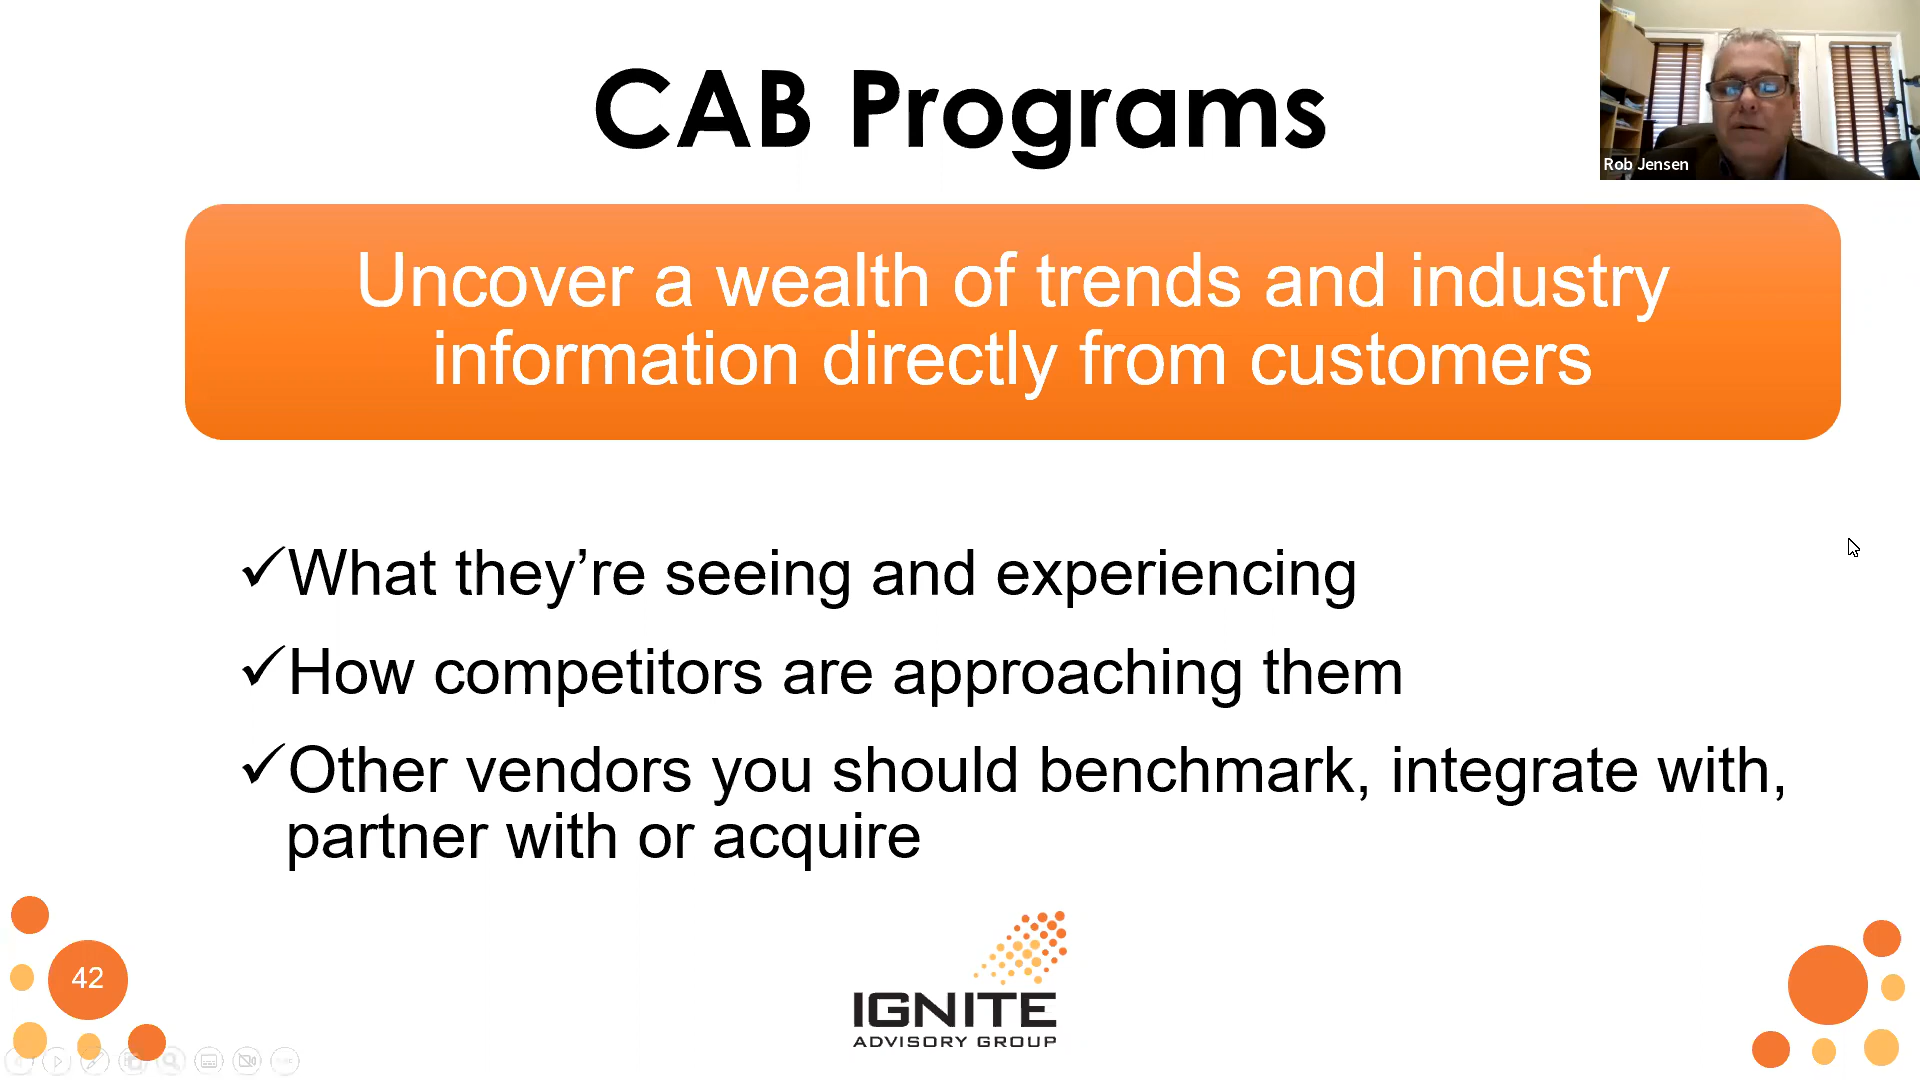 CAB Programs
Rob Jensen
Uncover a wealth of trends and industry
information directly from customers
✓What they’re seeing and experiencing
✓How competitors are approaching them
✓Other vendors you should benchmark, integrate with,
partner with or acquire
42
IGNITE
ADVISORY GROUP